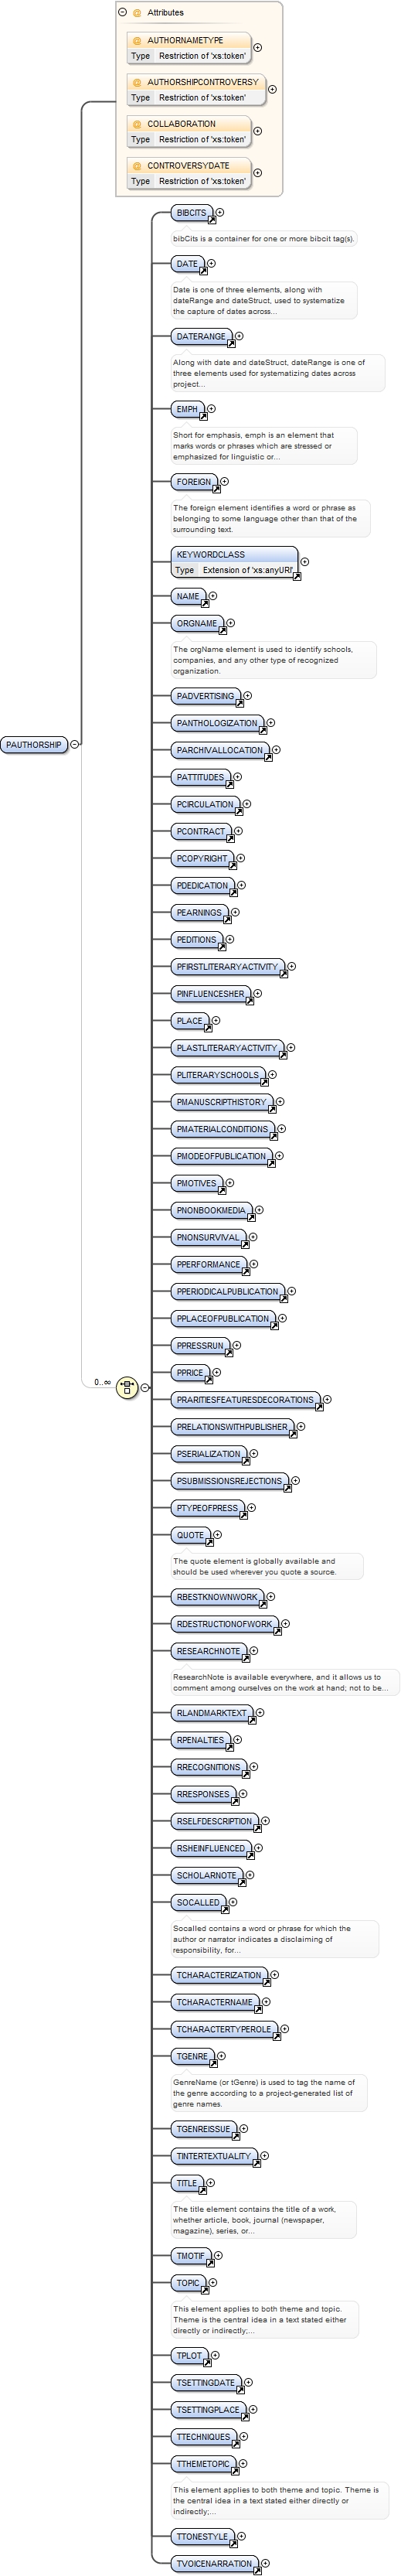 Attributes
@ AUTHORNAMETYPE
Type Restriction of 'xs:token'
@ AUTHORSHIPCONTROVERSY
Type Restriction of 'xs:token'
@ COLLABORATION
Type Restriction of 'xs:token'
@ CONTROVERSYDATE
Type Restriction of 'xs:token'
BIBCITS
bibCits is a container for one or more bibcit tag(s).
DATE
Date is one of three elements, along with
dateRange and dateStruct, used to systematize
the capture of dates across...
DATERANGE
Along with date and dateStruct, dateRange is one of
three elements used for systematizing dates across
project...
EMPH
Short for emphasis, emph is an element that
marks words or phrases which are stressed or
emphasized for linguistic or...
FOREIGN
The foreign element identifies a word or phrase as
belonging to some language other than that of the
surrounding text.
KEYWORDCLASS
Type Extension of 'xs:anyURI'
NAME
ORGNAME
The orgName element is used to identify schools,
companies, and any other type of recognized
organization.
PADVERTISING
PANTHOLOGIZATION
PAUTHORSHIP
PARCHIVALLOCATION
PATTITUDES
PCIRCULATION
PCONTRACT
PCOPYRIGHT
PDEDICATION
PEARNINGS
PEDITIONS
PFIRSTLITERARYACTIVITY
PINFLUENCESHER
PLACE
PLASTLITERARYACTIVITY
PLITERARYSCHOOLS
PMANUSCRIPTHISTORY
PMATERIALCONDITIONS
PMODEOFPUBLICATION
PMOTIVES
PNONBOOKMEDIA
PNONSURVIVAL
PPERFORMANCE
PPERIODICALPUBLICATION
PPLACEOFPUBLICATION
PPRESSRUN
PPRICE
0..∞
PRARITIESFEATURESDECORATIONS
PRELATIONSWITHPUBLISHER
PSERIALIZATION
PSUBMISSIONSREJECTIONS
PTYPEOFPRESS
QUOTE
The quote element is globally available and
should be used wherever you quote a source.
RBESTKNOWNWORK
RDESTRUCTIONOFWORK
RESEARCHNOTE
ResearchNote is available everywhere, and it allows us to
comment among ourselves on the work at hand; not to be...
RLANDMARKTEXT
RPENALTIES
RRECOGNITIONS
RRESPONSES
RSELFDESCRIPTION
RSHEINFLUENCED
SCHOLARNOTE
SOCALLED
Socalled contains a word or phrase for which the
author or narrator indicates a disclaiming of
responsibility, for...
TCHARACTERIZATION
TCHARACTERNAME
TCHARACTERTYPEROLE
TGENRE
GenreName (or tGenre) is used to tag the name of
the genre according to a project-generated list of
genre names.
TGENREISSUE
TINTERTEXTUALITY
TITLE
The title element contains the title of a work,
whether article, book, journal (newspaper,
magazine), series, or...
TMOTIF
TOPIC
This element applies to both theme and topic.
Theme is the central idea in a text stated either
directly or indirectly;...
TPLOT
TSETTINGDATE
TSETTINGPLACE
TTECHNIQUES
TTHEMETOPIC
This element applies to both theme and topic. Theme is
the central idea in a text stated either directly or
indirectly;...
TTONESTYLE
TVOICENARRATION